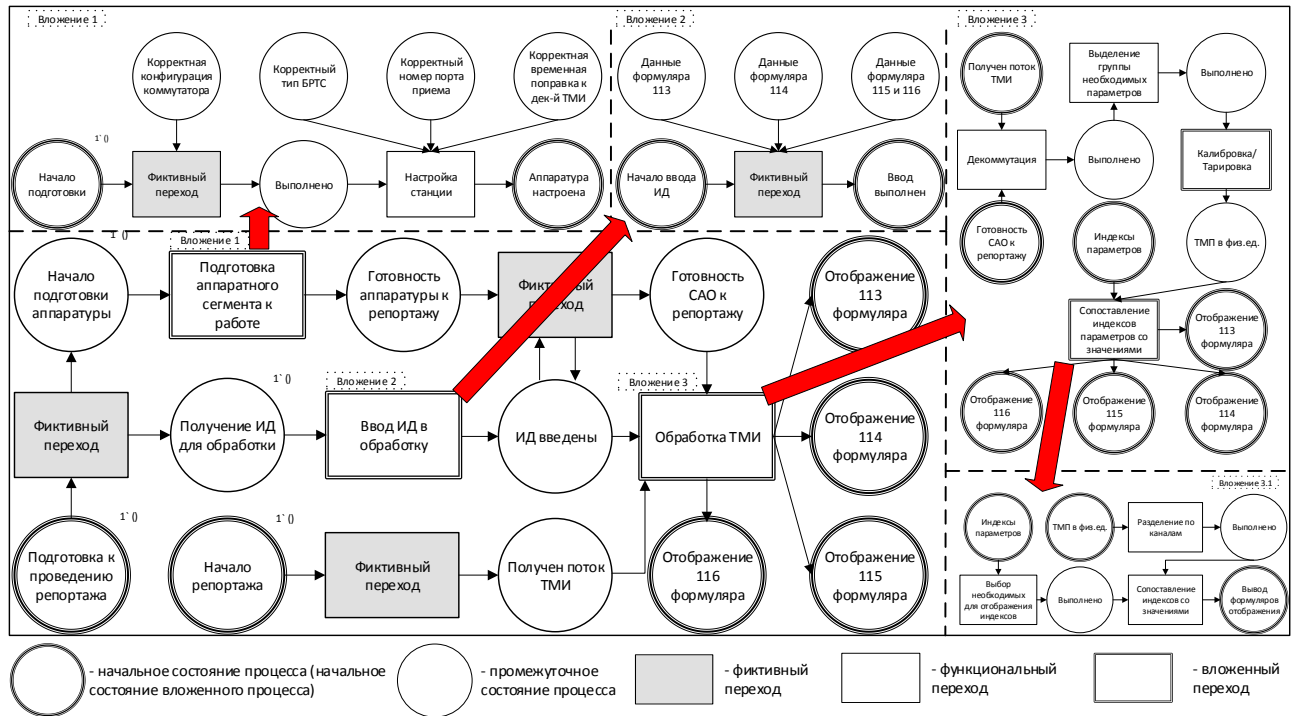 Вложение 1
Корректная
конфигурация
коммутатора
Корректный
тип БРТС
Корректный
номер порта
приема
Корректная
временная
поправка к
дек-й ТМИ
1`()
Начало
подготовки
Фиктивный
переход
Выполнено
Настройка
станции
Аппаратура
настроена
Вложение 2
Данные
формуляра
113
Данные
формуляра
114
Данные
формуляра
115 и 116
Начало ввода
ИД
Фиктивный
переход
Ввод
выполнен
Вложение 3
Получен поток
ТМИ
Выделение
группы
необходимых
параметров
Выполнено
Декоммутация
Выполнено
Калибровка/
Тарировка
Готовность
САО к
репортажу
Индексы
параметров
ТМП в физ.ед.
Сопоставление
индексов
параметров со
значениями
Отображение
113
формуляра
Отображение
116
формуляра
Отображение
115
формуляра
Отображение
114
формуляра
Вложение 3.1
Индексы
параметров
ТМП в физ.ед.
Разделение по
каналам
Выполнено
Выбор
необходимых
для отображения
индексов
Выполнено
Сопоставление
индексов со
значениями
Вывод
формуляров
отображения
1`()
Начало
подготовки
аппаратуры
Вложение 1
Подготовка
аппаратного
сегмента к
работе
Готовность
аппаратуры к
репортажу
Фиктивный
переход
Готовность
САО к
репортажу
Отображение
113
формуляра
Фиктивный
переход
1`()
Получение ИД
для обработки
Вложение 2
Ввод ИД в
обработку
ИД введены
Вложение 3
Обработка ТМИ
Отображение
114
формуляра
1`()
Подготовка к
проведению
репортажа
1`()
Начало
репортажа
Фиктивный
переход
Получен поток
ТМИ
Отображение
116
формуляра
Отображение
115
формуляра
- начальное состояние процесса (начальное
состояние вложенного процесса)
- промежуточное
состояние процесса
- фиктивный
переход
- функциональный
переход
- вложенный
переход